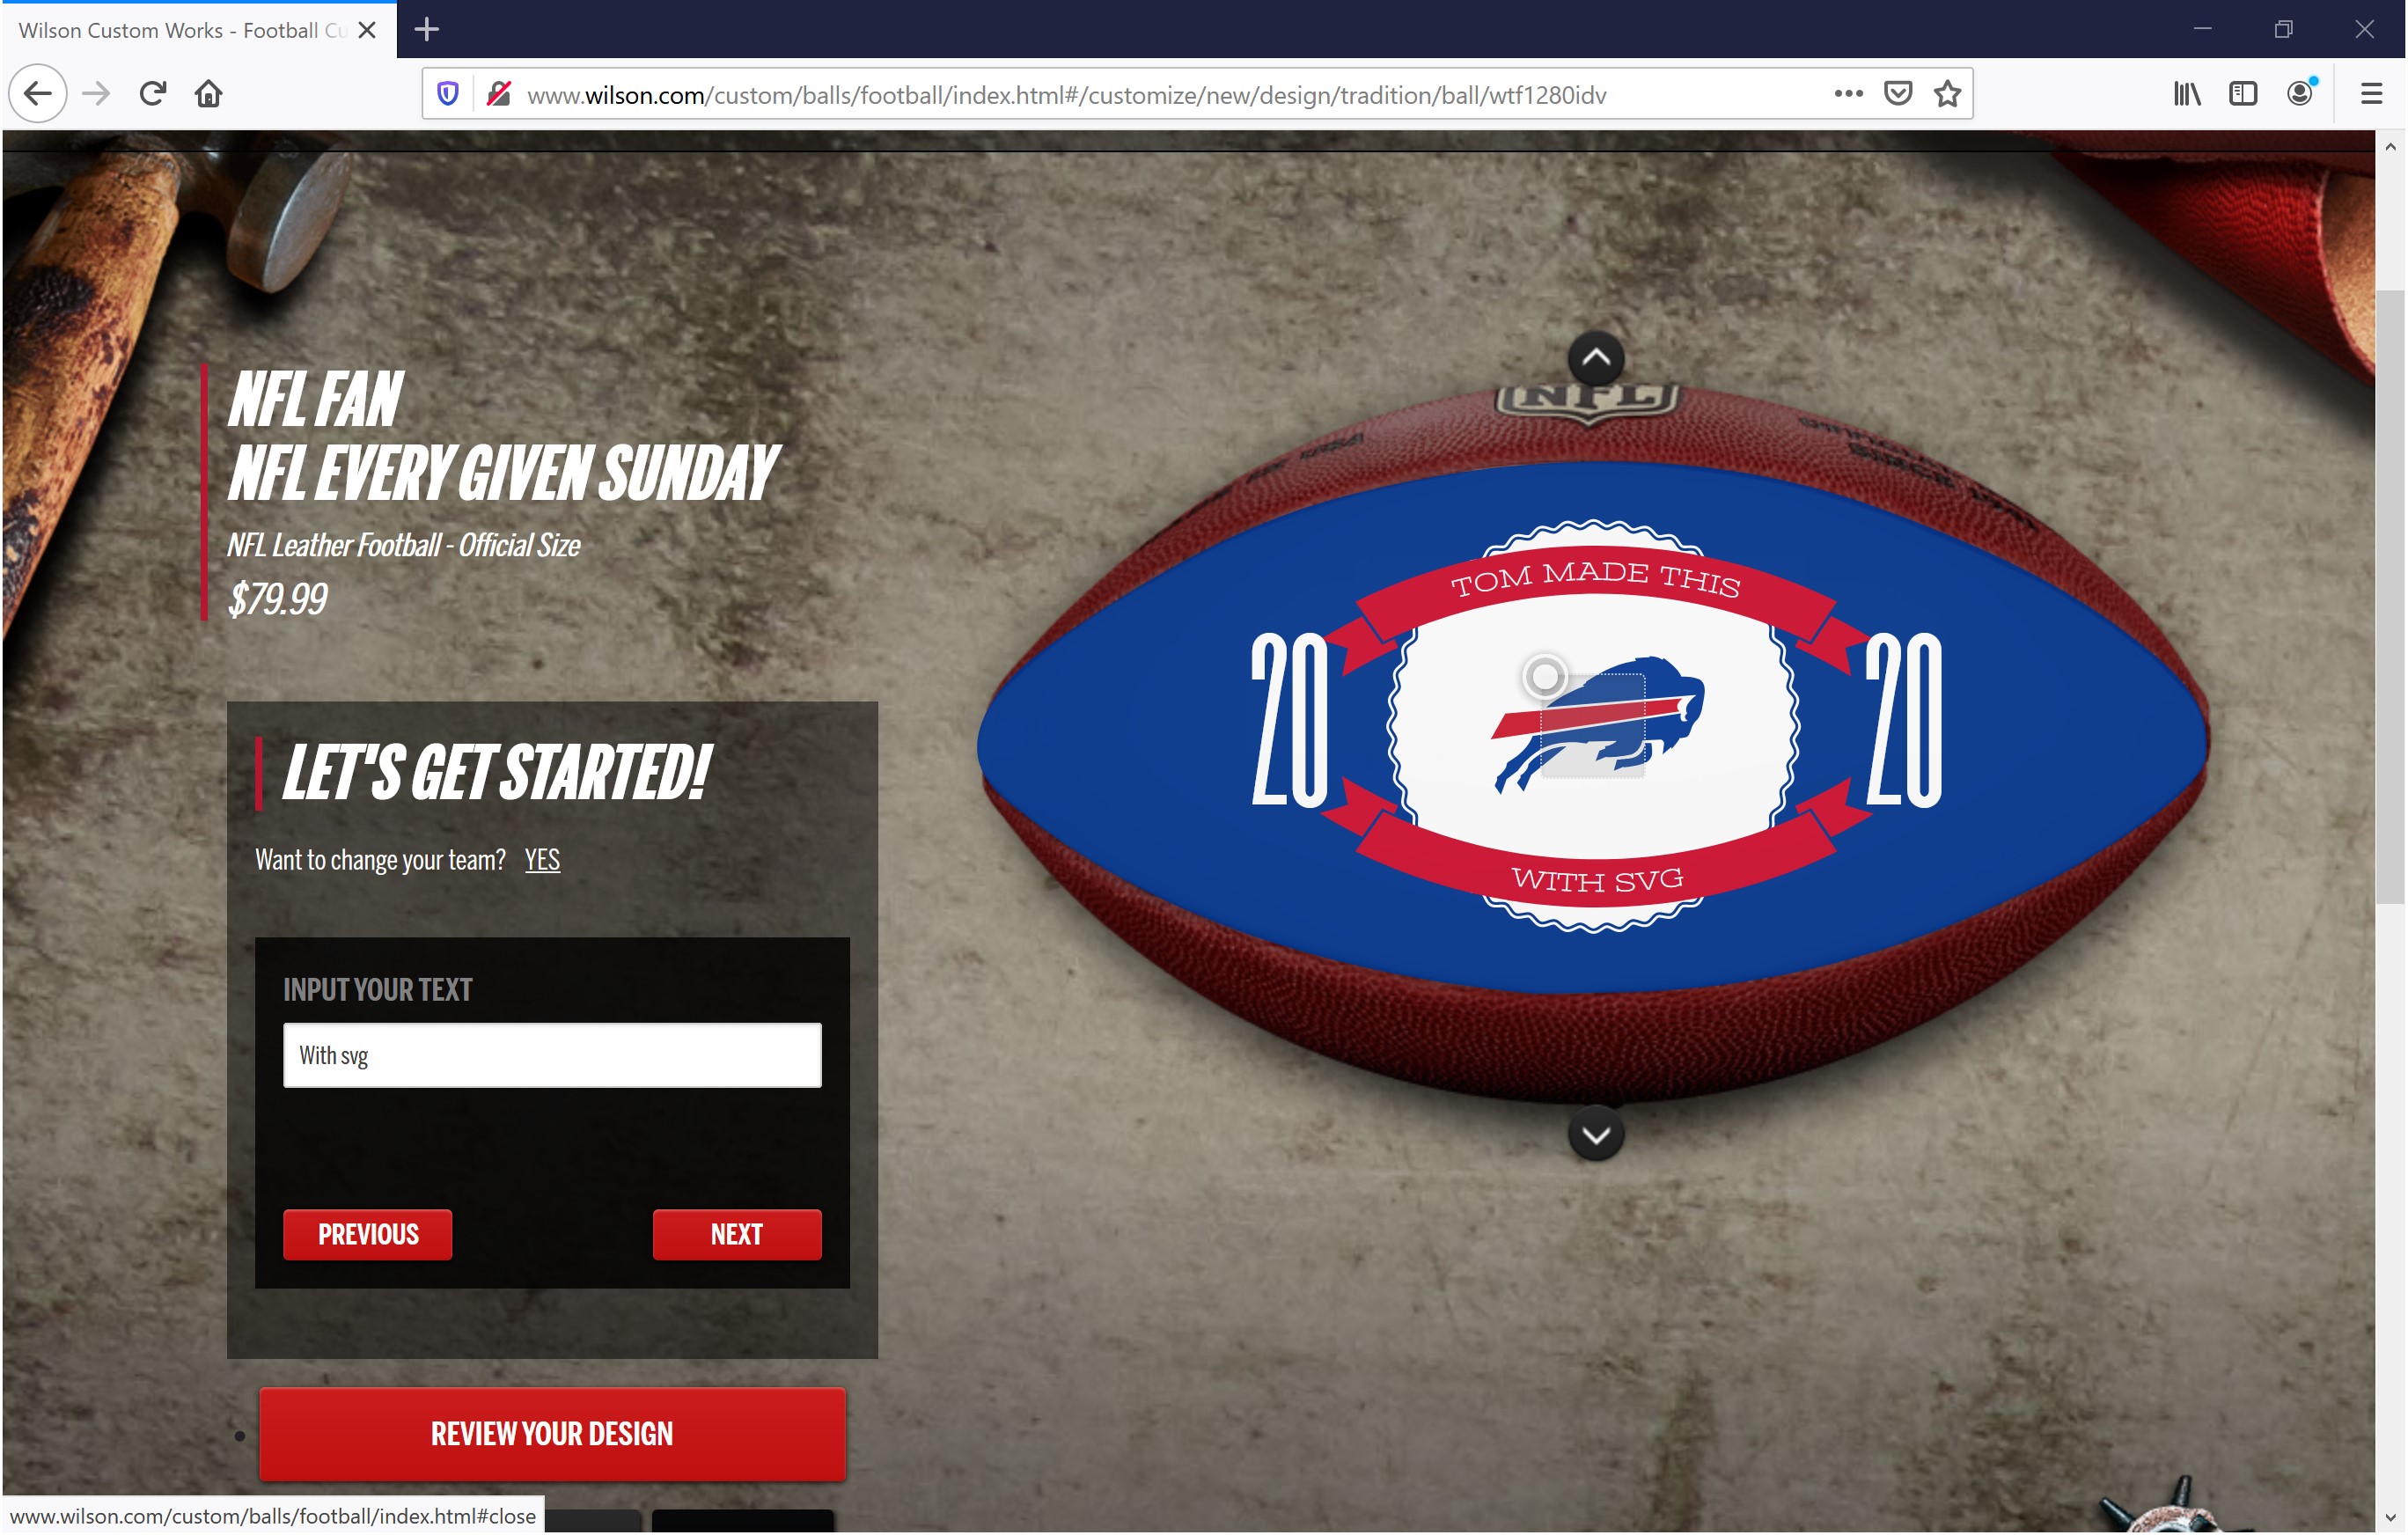 Wilson Custom Works - Football Cu
www.wilson.com/custom/balls/football/index.html#/customize/new/design/tradition/ball/wtf1280idv
NFL FAN
NFL EVERY GIVEN SUNDAY
NFL Leather Football - Official Size
$79.99
LET'S GET STARTED!
Want to change your team? YES
INPUT YOUR TEXT
With svg
PREVIOUS NEXT
REVIEW YOUR DESIGN
www.wilson.com/custom/balls/football/index.html#close
NFL
TOM MADE THIS
20 20
WITH SVG